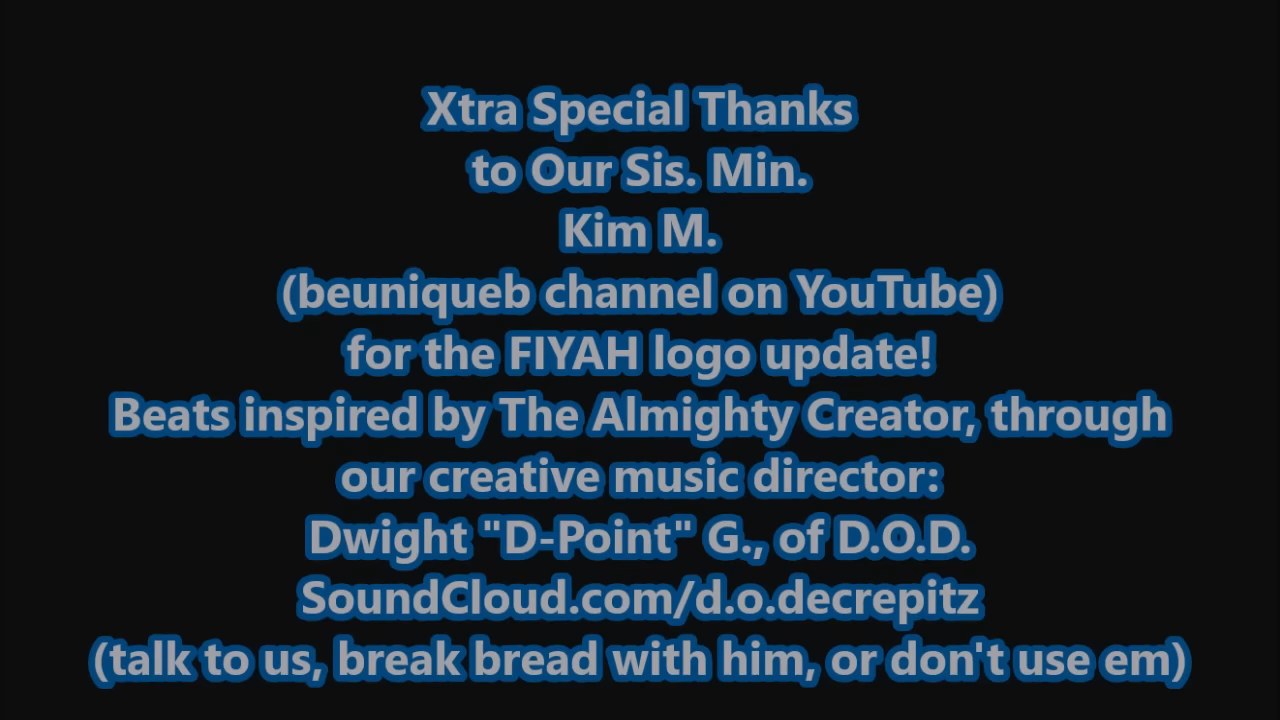 Xtra Special Thanks
to Our Sis. Min.
Kim M.
(beuniqueb channel on YouTube)
for the FIYAH logo update!
Beats inspired by The Almighty Creator, through
our creative music director:
Dwight "D-Point" G., of D.O.D.
SoundCloud.com/d.o.decrepitz
(talk to us, break bread with him, or don't use em)